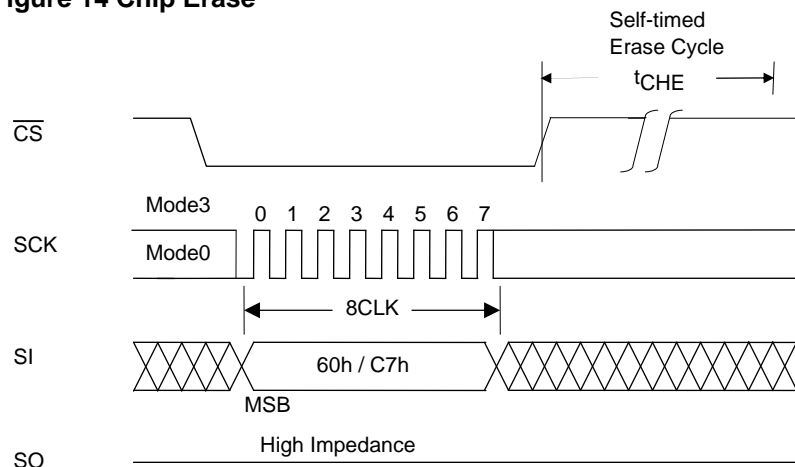 Figure 14 Chip Erase
Self-timed
Erase Cycle
tCHE
CS
Mode3
0 1 2 3 4 5 6 7
SCK
Mode0
8CLK
SI
60h / C7h
MSB
High Impedance
SO